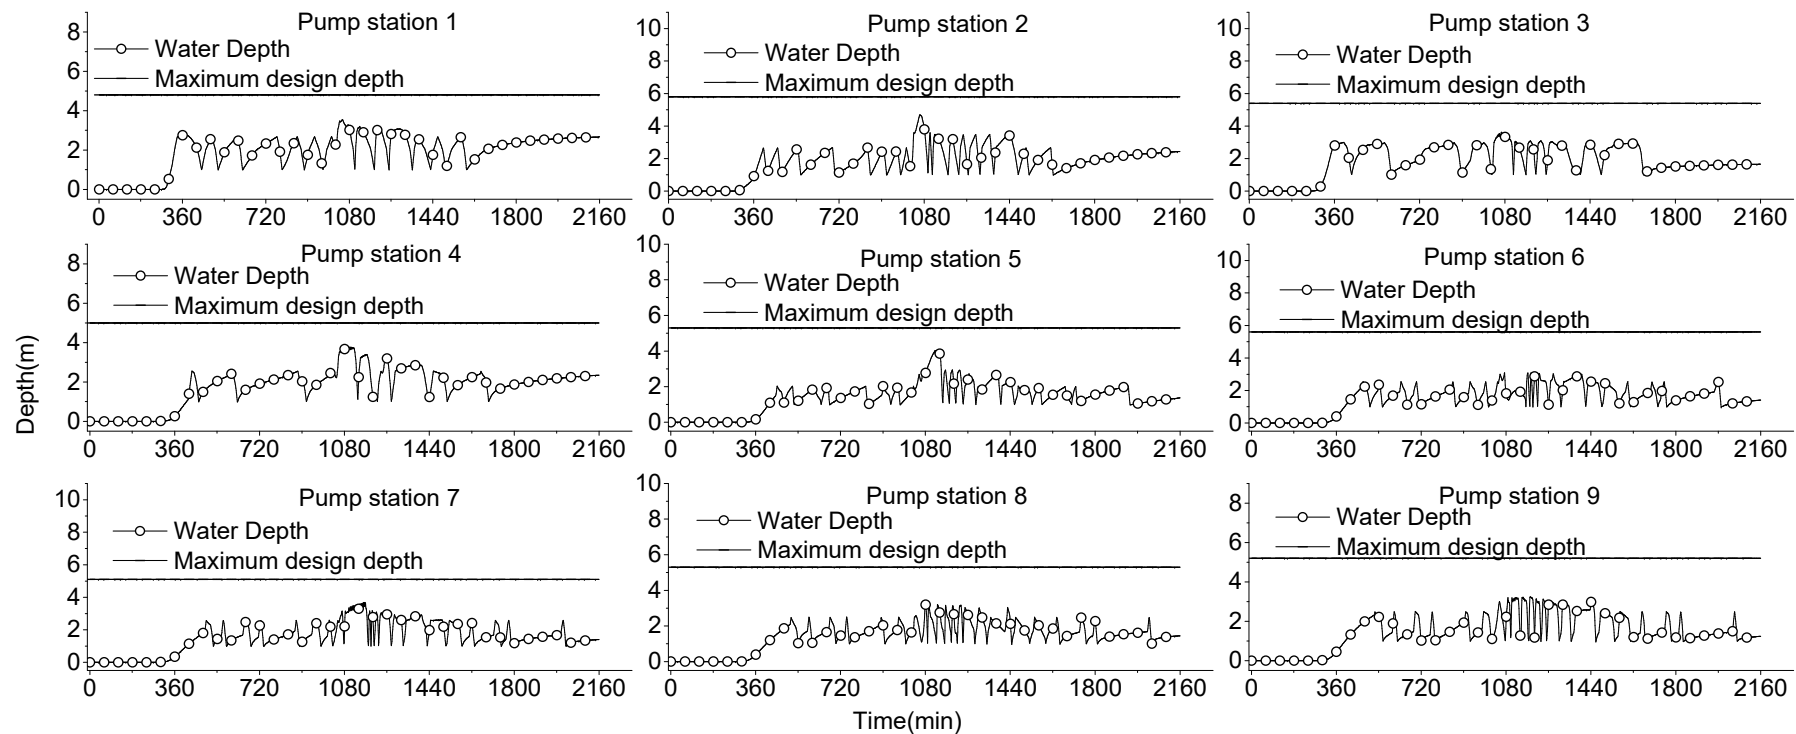 Pump station 1
Water Depth
Maximum design depth
8
6
4
2
0
0 360 720 1080 1440 1800 2160
Pump station 2
Water Depth
Maximum design depth
10
8
6
4
2
0
0 360 720 1080 1440 1800 2160
Pump station 3
Water Depth
Maximum design depth
10
8
6
4
2
0
0 360 720 1080 1440 1800 2160
Depth(m)
Pump station 4
Water Depth
Maximum design depth
8
6
4
2
0
0 360 720 1080 1440 1800 2160
Pump station 5
Water Depth
Maximum design depth
10
8
6
4
2
0
0 360 720 1080 1440 1800 2160
Pump station 6
Water Depth
Maximum design depth
10
8
6
4
2
0
0 360 720 1080 1440 1800 2160
Pump station 7
Water Depth
Maximum design depth
10
8
6
4
2
0
0 360 720 1080 1440 1800 2160
Pump station 8
Water Depth
Maximum design depth
10
8
6
4
2
0
0 360 720 1080 1440 1800 2160
Pump station 9
Water Depth
Maximum design depth
8
6
4
2
0
0 360 720 1080 1440 1800 2160
Time(min)